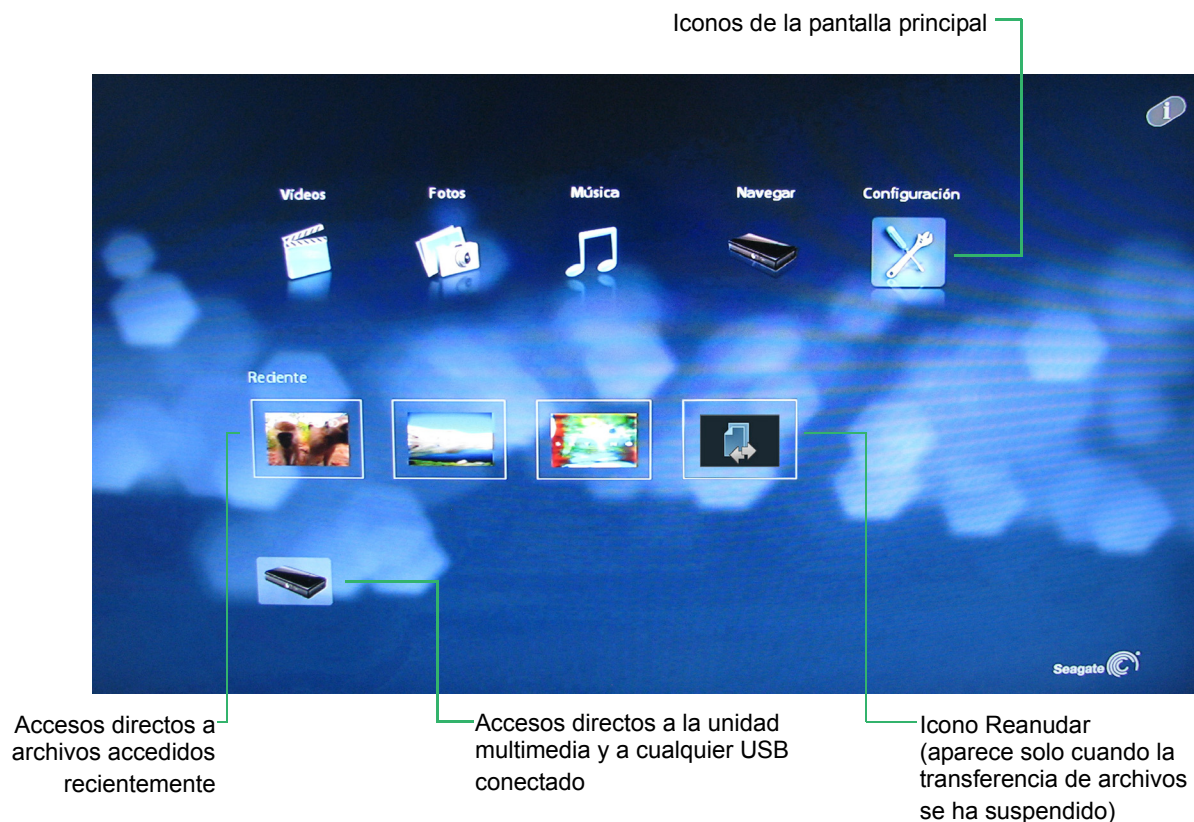 Iconos de la pantalla principal
i
Vídeos Fotos Música Navegar Configuración
Reciente
Seagate
Accesos directos a
archivos accedidos
recientemente
Accesos directos a la unidad
multimedia y a cualquier USB
conectado
Icono Reanudar
(aparece solo cuando la
transferencia de archivos
se ha suspendido)